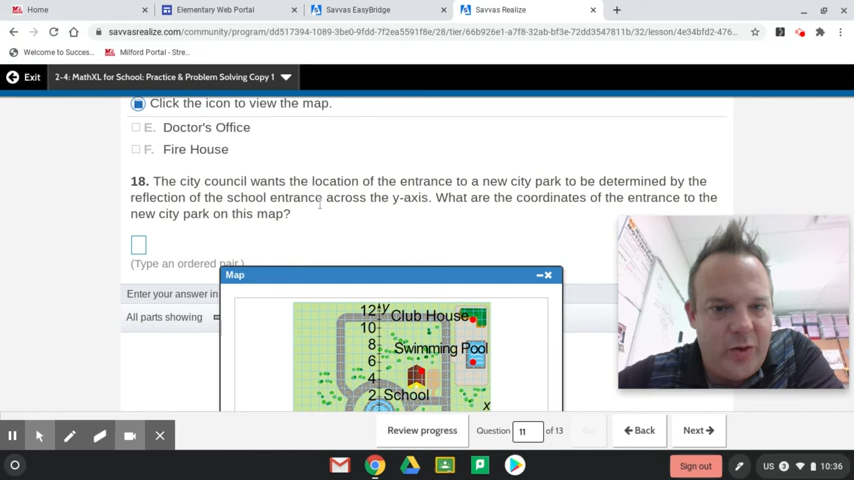 Home
Elementary Web Portal
Savvas EasyBridge
Savvas Realize
savvasrealize.com/community/program/dd517394-1089-3be0-9fdd-7f2ea5591f8e/28/tier/66b926e1-a7f8-32ab-bf3e-72dd3547811b/32/lesson/4e34bfd2-476...
Welcome to Succes...
Milford Portal - Stre...
Exit
2-4: MathXL for School: Practice & Problem Solving Copy 1
Click the icon to view the map.
E. Doctor's Office
F. Fire House
18. The city council wants the location of the entrance to a new city park to be determined by the
reflection of the school entrance across the y-axis. What are the coordinates of the entrance to the
new city park on this map?
(Type an ordered pair.)
Map
Enter your answer in
All parts showing
12 y Club House
10
8 Swimming Pool
6
4
2 School
x
Review progress
Question 11 of 13
Go
Back
Next
Sign out
US 3 10:36